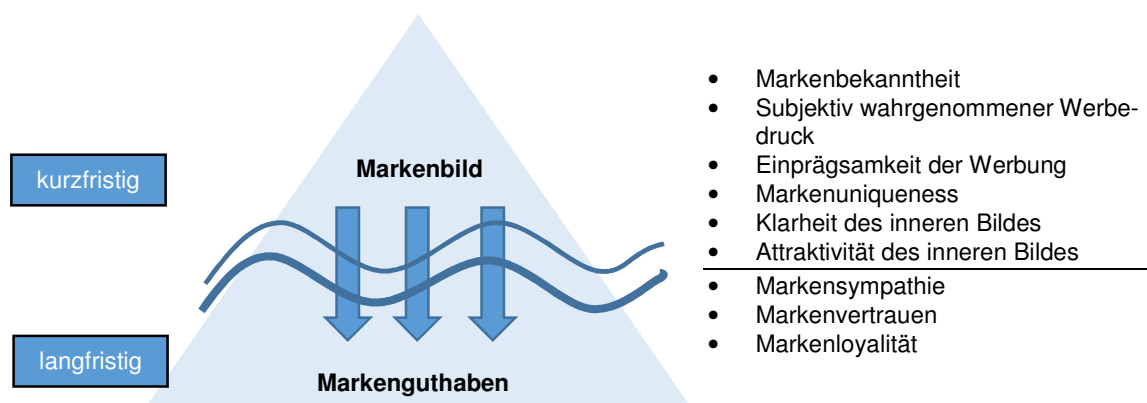 kurzfristig
langfristig
Markenbild
Markenguthaben
• Markenbekanntheit
• Subjektiv wahrgenommener Werbe-
druck
• Einprägsamkeit der Werbung
• Markenuniqueness
• Klarheit des inneren Bildes
• Attraktivität des inneren Bildes
• Markensympathie
• Markenvertrauen
• Markenloyalität